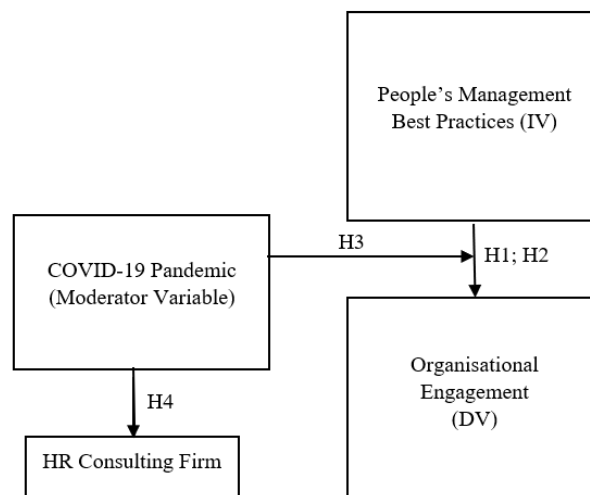 People’s Management
Best Practices (IV)
H3
H1; H2
COVID-19 Pandemic
(Moderator Variable)
Organisational
Engagement
(DV)
H4
HR Consulting Firm